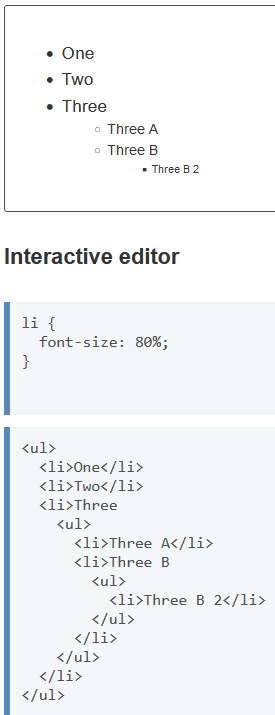 One
Two
Three
Three A
Three B
Three B 2
Interactive editor
li {
  font-size: 80%;
}
<ul>
  <li>One</li>
  <li>Two</li>
  <li>Three
    <ul>
      <li>Three A</li>
      <li>Three B
        <ul>
          <li>Three B 2</li>
        </ul>
      </li>
    </ul>
  </li>
</ul>